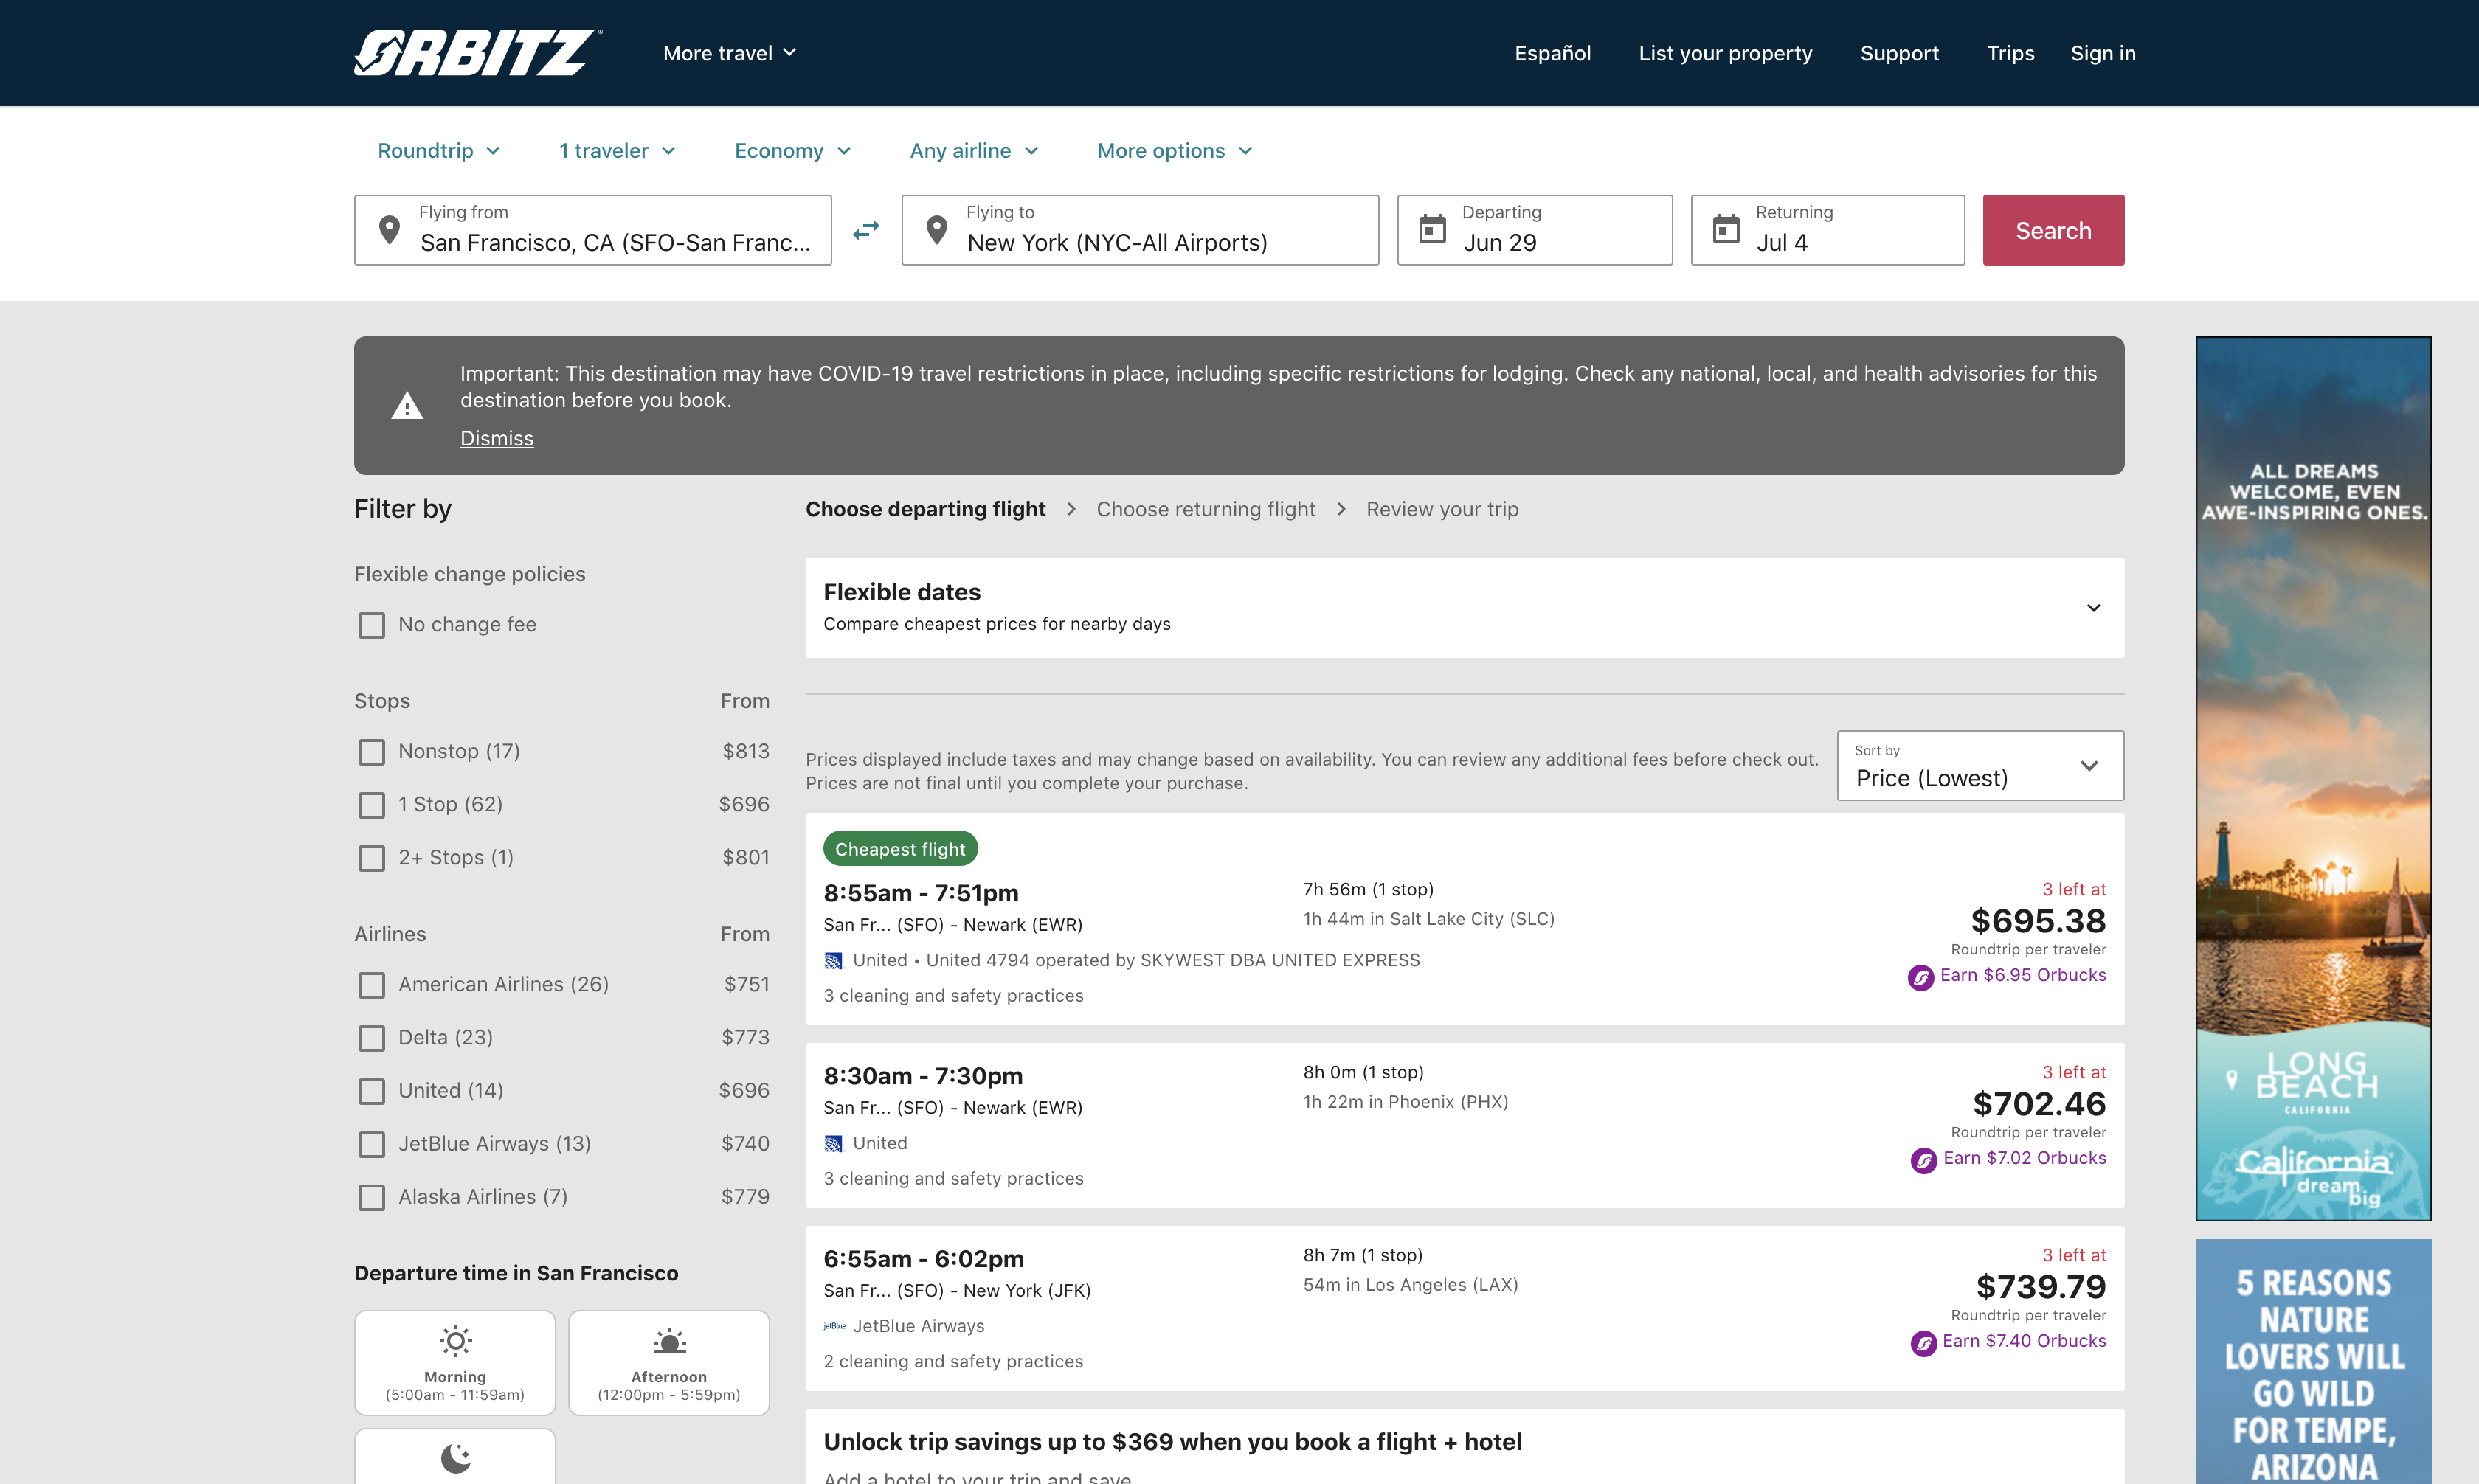 ORBITZ
More travel
Español
List your property
Support
Trips
Sign in
Roundtrip
1 traveler
Economy
Any airline
More options
Flying from
San Francisco, CA (SFO-San Franc...
Flying to
New York (NYC-All Airports)
Departing
Jun 29
Returning
Jul 4
Search
Important: This destination may have COVID-19 travel restrictions in place, including specific restrictions for lodging. Check any national, local, and health advisories for this
destination before you book.
Dismiss
Filter by
Flexible change policies
No change fee
Stops From
Nonstop (17) $813
1 Stop (62) $696
2+ Stops (1) $801
Airlines From
American Airlines (26) $751
Delta (23) $773
United (14) $696
JetBlue Airways (13) $740
Alaska Airlines (7) $779
Departure time in San Francisco
Morning
(5:00am - 11:59am)
Afternoon
(12:00pm - 5:59pm)
Choose departing flight
Choose returning flight
Review your trip
Flexible dates
Compare cheapest prices for nearby days
Prices displayed include taxes and may change based on availability. You can review any additional fees before check out.
Prices are not final until you complete your purchase.
Sort by
Price (Lowest)
Cheapest flight
8:55am - 7:51pm
San Fr... (SFO) - Newark (EWR)
United • United 4794 operated by SKYWEST DBA UNITED EXPRESS
3 cleaning and safety practices
7h 56m (1 stop)
1h 44m in Salt Lake City (SLC)
3 left at
$695.38
Roundtrip per traveler
Earn $6.95 Orbucks
8:30am - 7:30pm
San Fr... (SFO) - Newark (EWR)
United
3 cleaning and safety practices
8h 0m (1 stop)
1h 22m in Phoenix (PHX)
3 left at
$702.46
Roundtrip per traveler
Earn $7.02 Orbucks
6:55am - 6:02pm
San Fr... (SFO) - New York (JFK)
jetBlue JetBlue Airways
2 cleaning and safety practices
8h 7m (1 stop)
54m in Los Angeles (LAX)
3 left at
$739.79
Roundtrip per traveler
Earn $7.40 Orbucks
Unlock trip savings up to $369 when you book a flight + hotel
Add a hotel to your trip and save
ALL DREAMS
WELCOME, EVEN
AWE-INSPIRING ONES.
LONG
BEACH
CALIFORNIA
California
dream
big
5 REASONS
NATURE
LOVERS WILL
GO WILD
FOR TEMPE,
ARIZONA